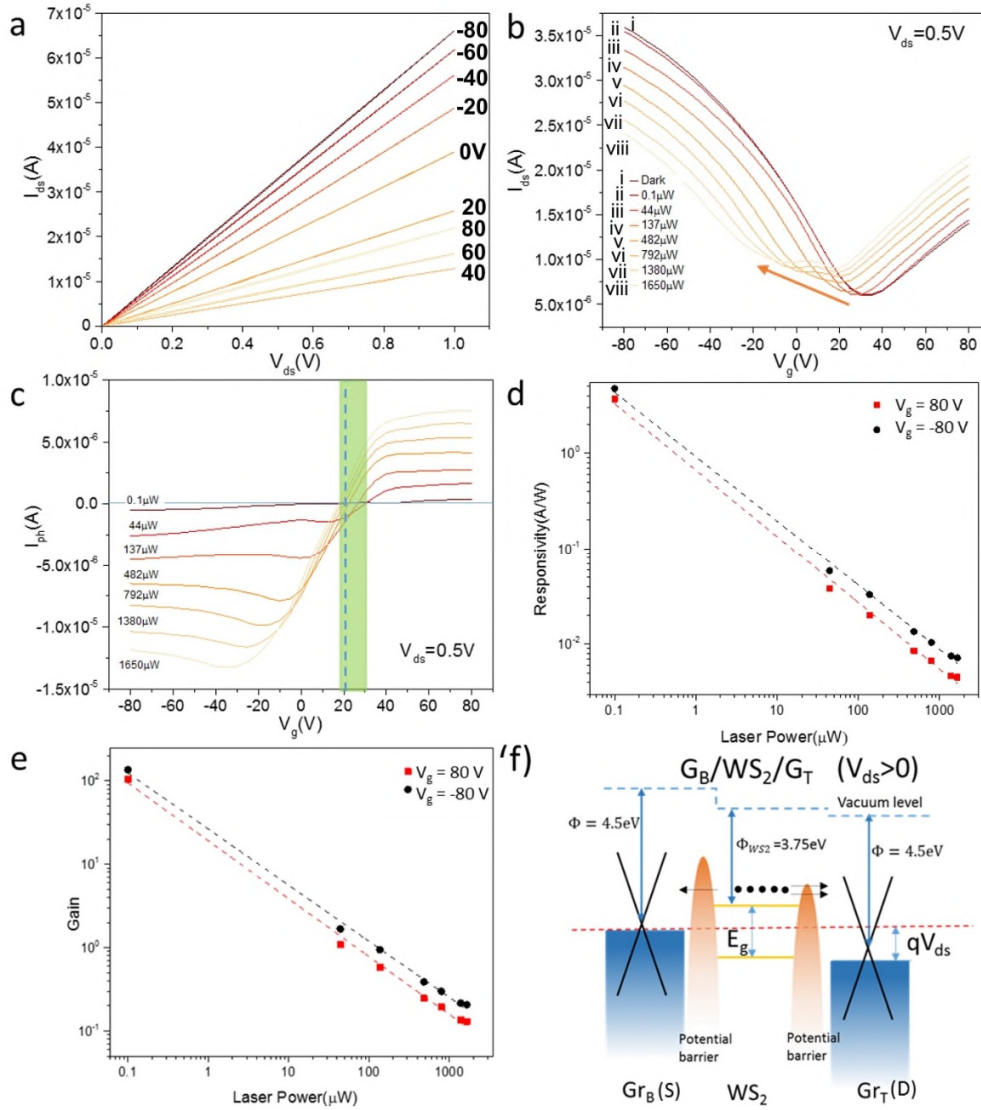 a
7x10⁻⁵
6x10⁻⁵
5x10⁻⁵
4x10⁻⁵
3x10⁻⁵
2x10⁻⁵
1x10⁻⁵
0
I_ds(A)
-80
-60
-40
-20
0V
20
80
60
40
0.0 0.2 0.4 0.6 0.8 1.0
V_ds(V)
b
V_ds=0.5V
3.5x10⁻⁵
3.0x10⁻⁵
2.5x10⁻⁵
2.0x10⁻⁵
1.5x10⁻⁵
1.0x10⁻⁵
5.0x10⁻⁶
I_ds(A)
i
ii
iii
iv
v
vi
vii
viii
i Dark
ii 0.1µW
iii 44µW
iv 137µW
v 482µW
vi 792µW
vii 1380µW
viii 1650µW
-80 -60 -40 -20 0 20 40 60 80
V_g(V)
c
1.0x10⁻⁵
5.0x10⁻⁶
0.0
-5.0x10⁻⁶
-1.0x10⁻⁵
-1.5x10⁻⁵
I_ph(A)
0.1µW
44µW
137µW
482µW
792µW
1380µW
1650µW
V_ds=0.5V
-80 -60 -40 -20 0 20 40 60 80
V_g(V)
d
V_g = 80 V
V_g = -80 V
10⁰
10⁻¹
10⁻²
Responsivity(A/W)
0.1 1 10 100 1000
Laser Power(µW)
e
V_g = 80 V
V_g = -80 V
10²
10¹
10⁰
10⁻¹
Gain
0.1 1 10 100 1000
Laser Power(µW)
'f)
G_B/WS₂/G_T (V_ds>0)
Vacuum level
Φ = 4.5eV
Φ_WS2 =3.75eV
Φ = 4.5eV
E_g
qV_ds
Potential barrier
Potential barrier
Gr_B(S)
WS₂
Gr_T(D)